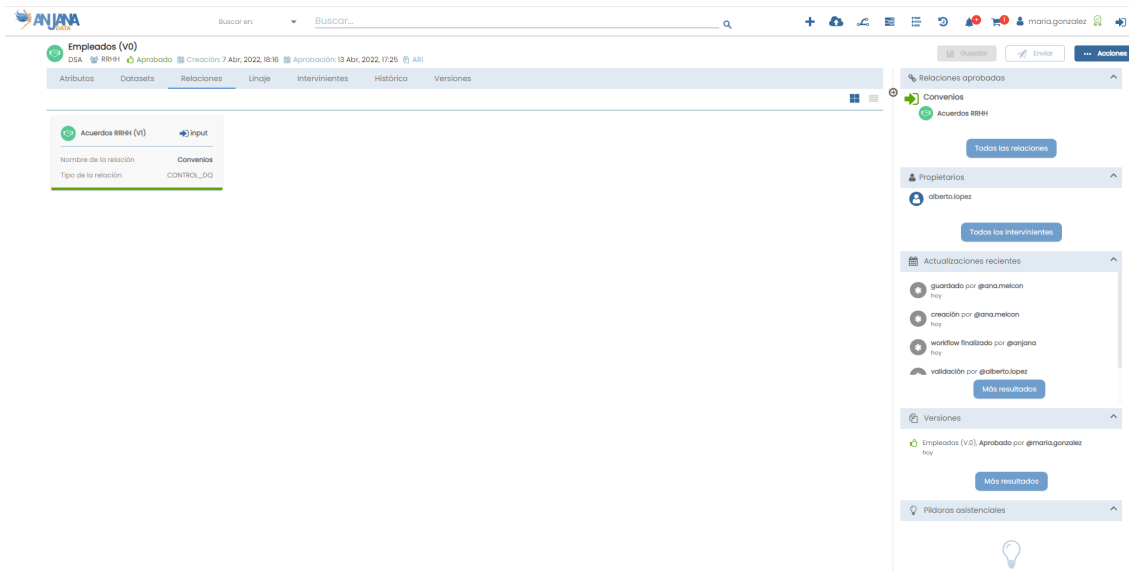 ANJANA
DATA
Buscar en:
Buscar...
maria.gonzalez
Empleados (V0)
DSA RRHH Aprobado Creación: 7 Abr, 2022, 18:16 Aprobación: 13 Abr, 2022, 17:25 ARI
Guardar
Enviar
Acciones
Atributos Datasets Relaciones Linaje Intervinientes Histórico Versiones
Acuerdos RRHH (V1) input
Nombre de la relación Convenios
Tipo de la relación CONTROL_DQ
Relaciones aprobadas
Convenios
Acuerdos RRHH
Todas las relaciones
Propietarios
alberto.lopez
Todos los intervinientes
Actualizaciones recientes
guardado por @ana.melcon
hoy
creación por @ana.melcon
hoy
workflow finalizado por @anjana
hoy
validación por @alberto.lopez
Más resultados
Versiones
Empleados (V.0), Aprobado por @maria.gonzalez
hoy
Más resultados
Píldoras asistenciales